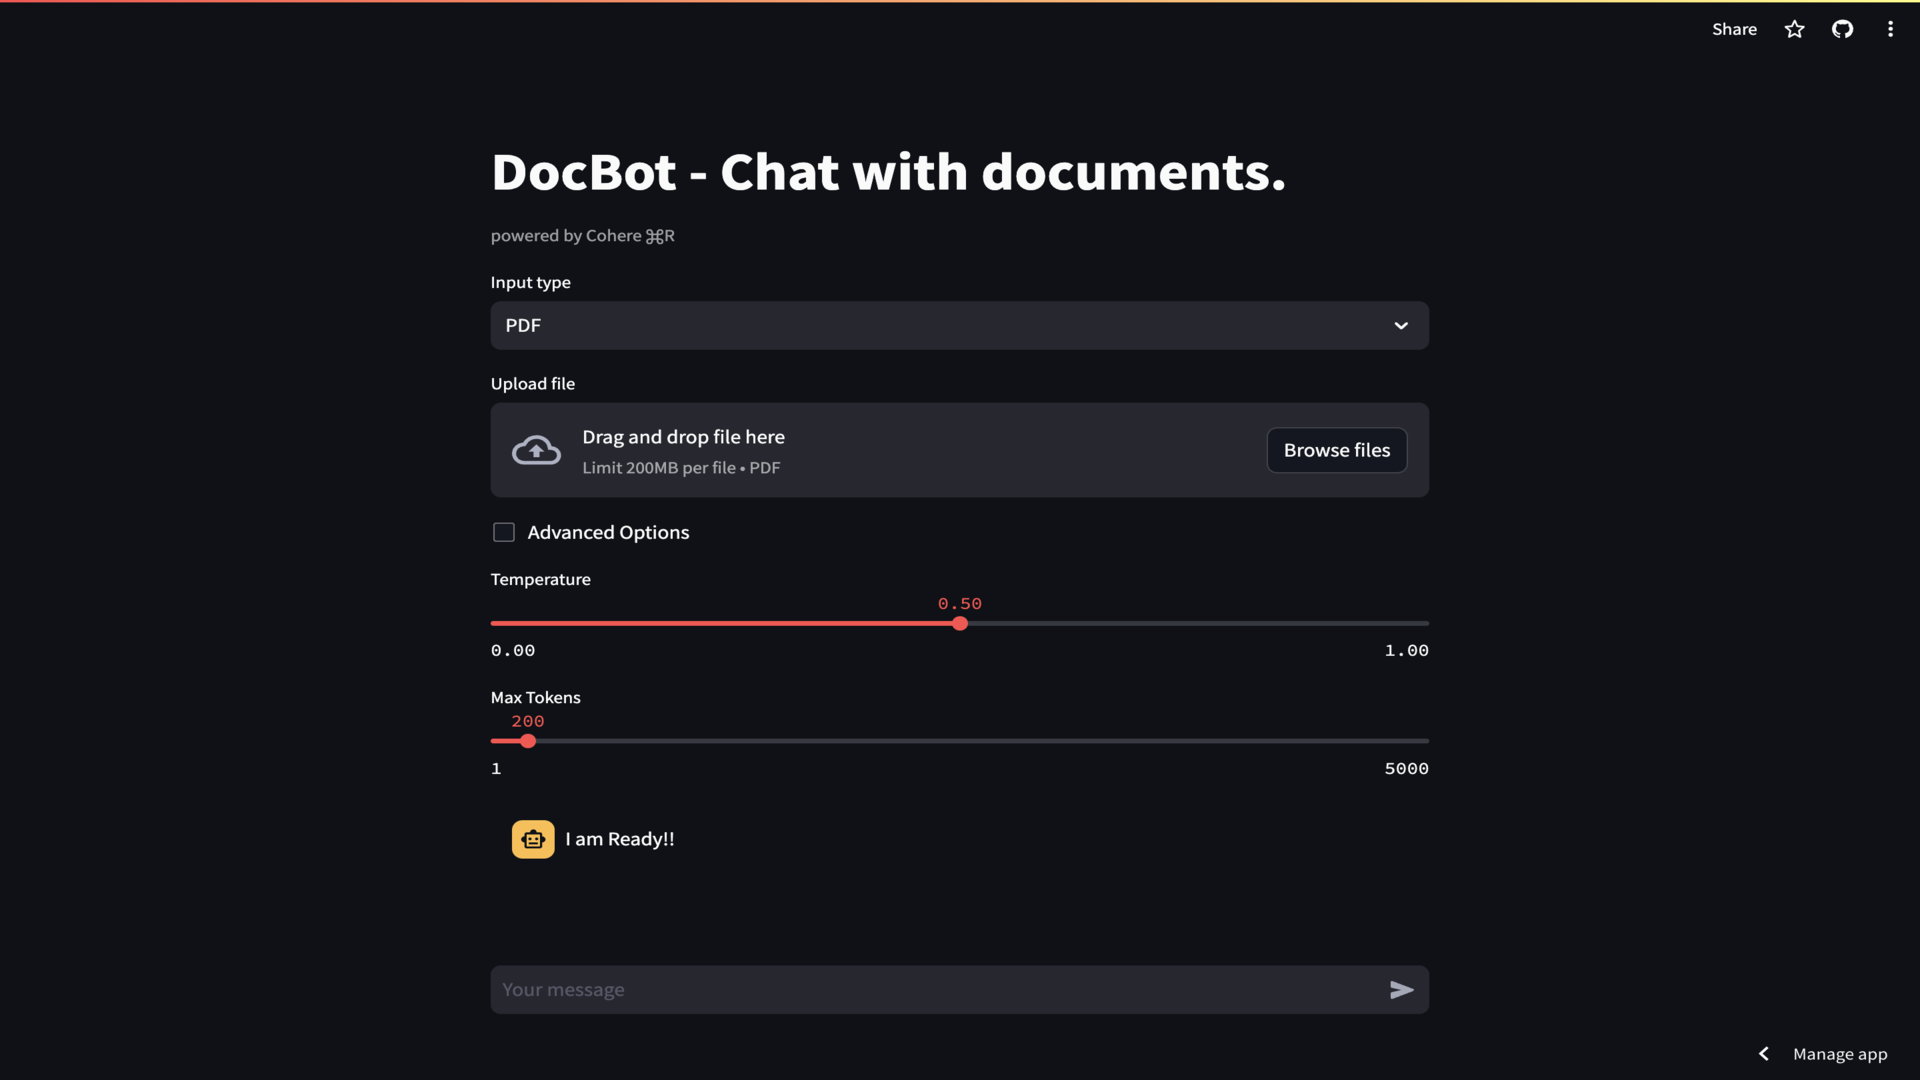 Share
DocBot - Chat with documents.
powered by Cohere ⌘R
Input type
PDF
Upload file
Drag and drop file here
Limit 200MB per file • PDF
Browse files
Advanced Options
Temperature
0.50
0.00 1.00
Max Tokens
200
1 5000
I am Ready!!
Your message
Manage app